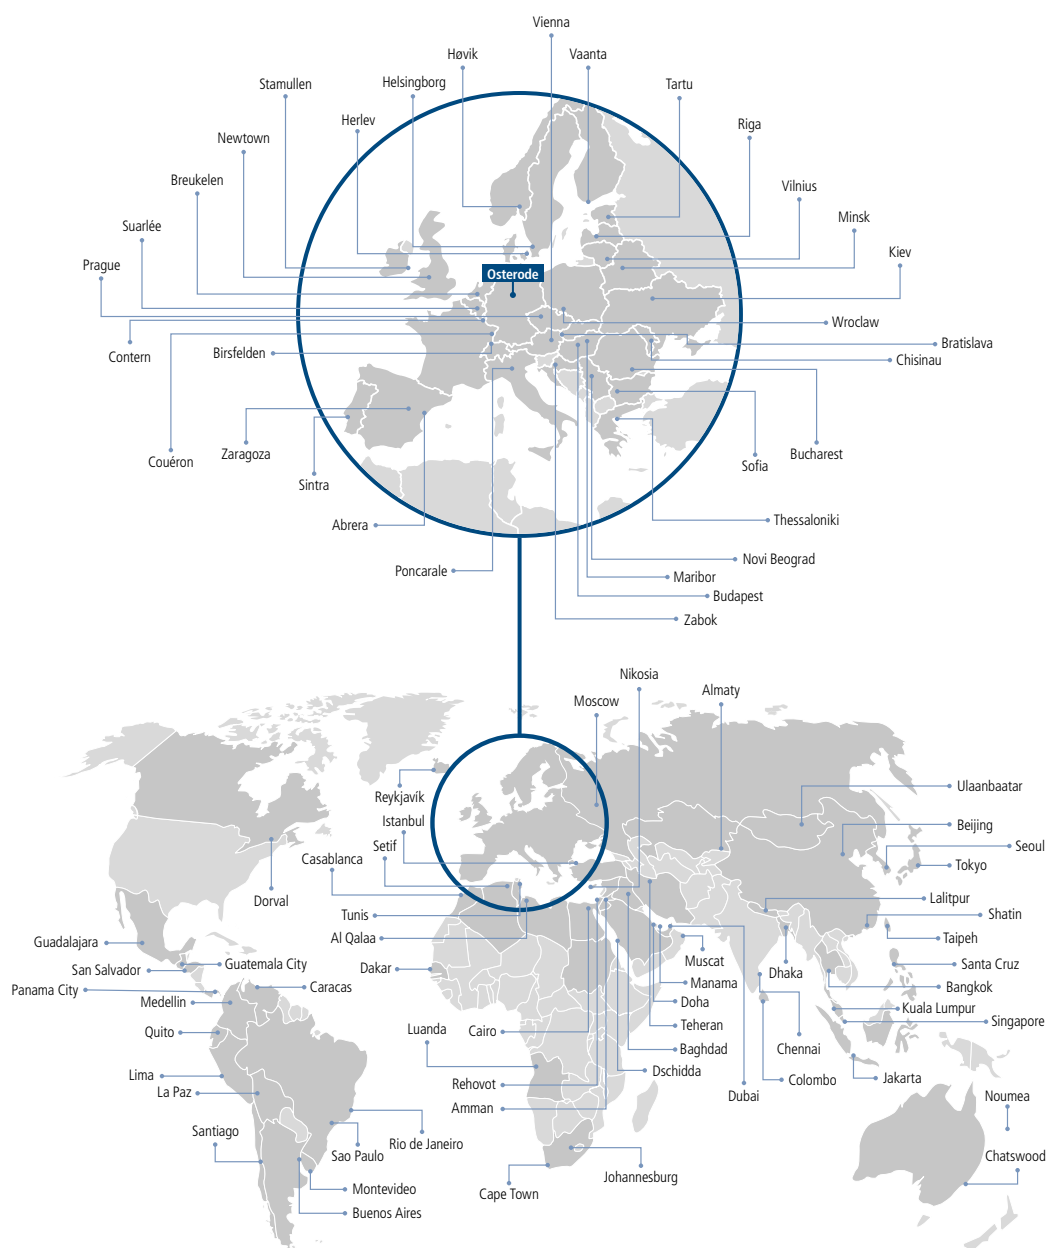 Vienna
Høvik
Vaanta
Stamullen
Helsingborg
Tartu
Herlev
Riga
Newtown
Breukelen
Vilnius
Suarlée
Minsk
Prague
Kiev
Osterode
Wroclaw
Contern
Birsfelden
Bratislava
Chisinau
Couéron
Zaragoza
Sofia
Bucharest
Sintra
Abrera
Thessaloniki
Poncarale
Novi Beograd
Maribor
Budapest
Zabok
Nikosia
Moscow
Almaty
Reykjavík
Ulaanbaatar
Istanbul
Beijing
Setif
Seoul
Casablanca
Tokyo
Dorval
Lalitpur
Tunis
Shatin
Al Qalaa
Taipeh
Guadalajara
Guatemala City
Muscat
Santa Cruz
San Salvador
Dakar
Dhaka
Panama City
Caracas
Manama
Bangkok
Medellin
Doha
Kuala Lumpur
Quito
Luanda
Cairo
Teheran
Singapore
Baghdad
Chennai
Lima
Dschidda
Jakarta
La Paz
Rehovot
Colombo
Dubai
Noumea
Amman
Santiago
Rio de Janeiro
Sao Paulo
Chatswood
Johannesburg
Montevideo
Cape Town
Buenos Aires